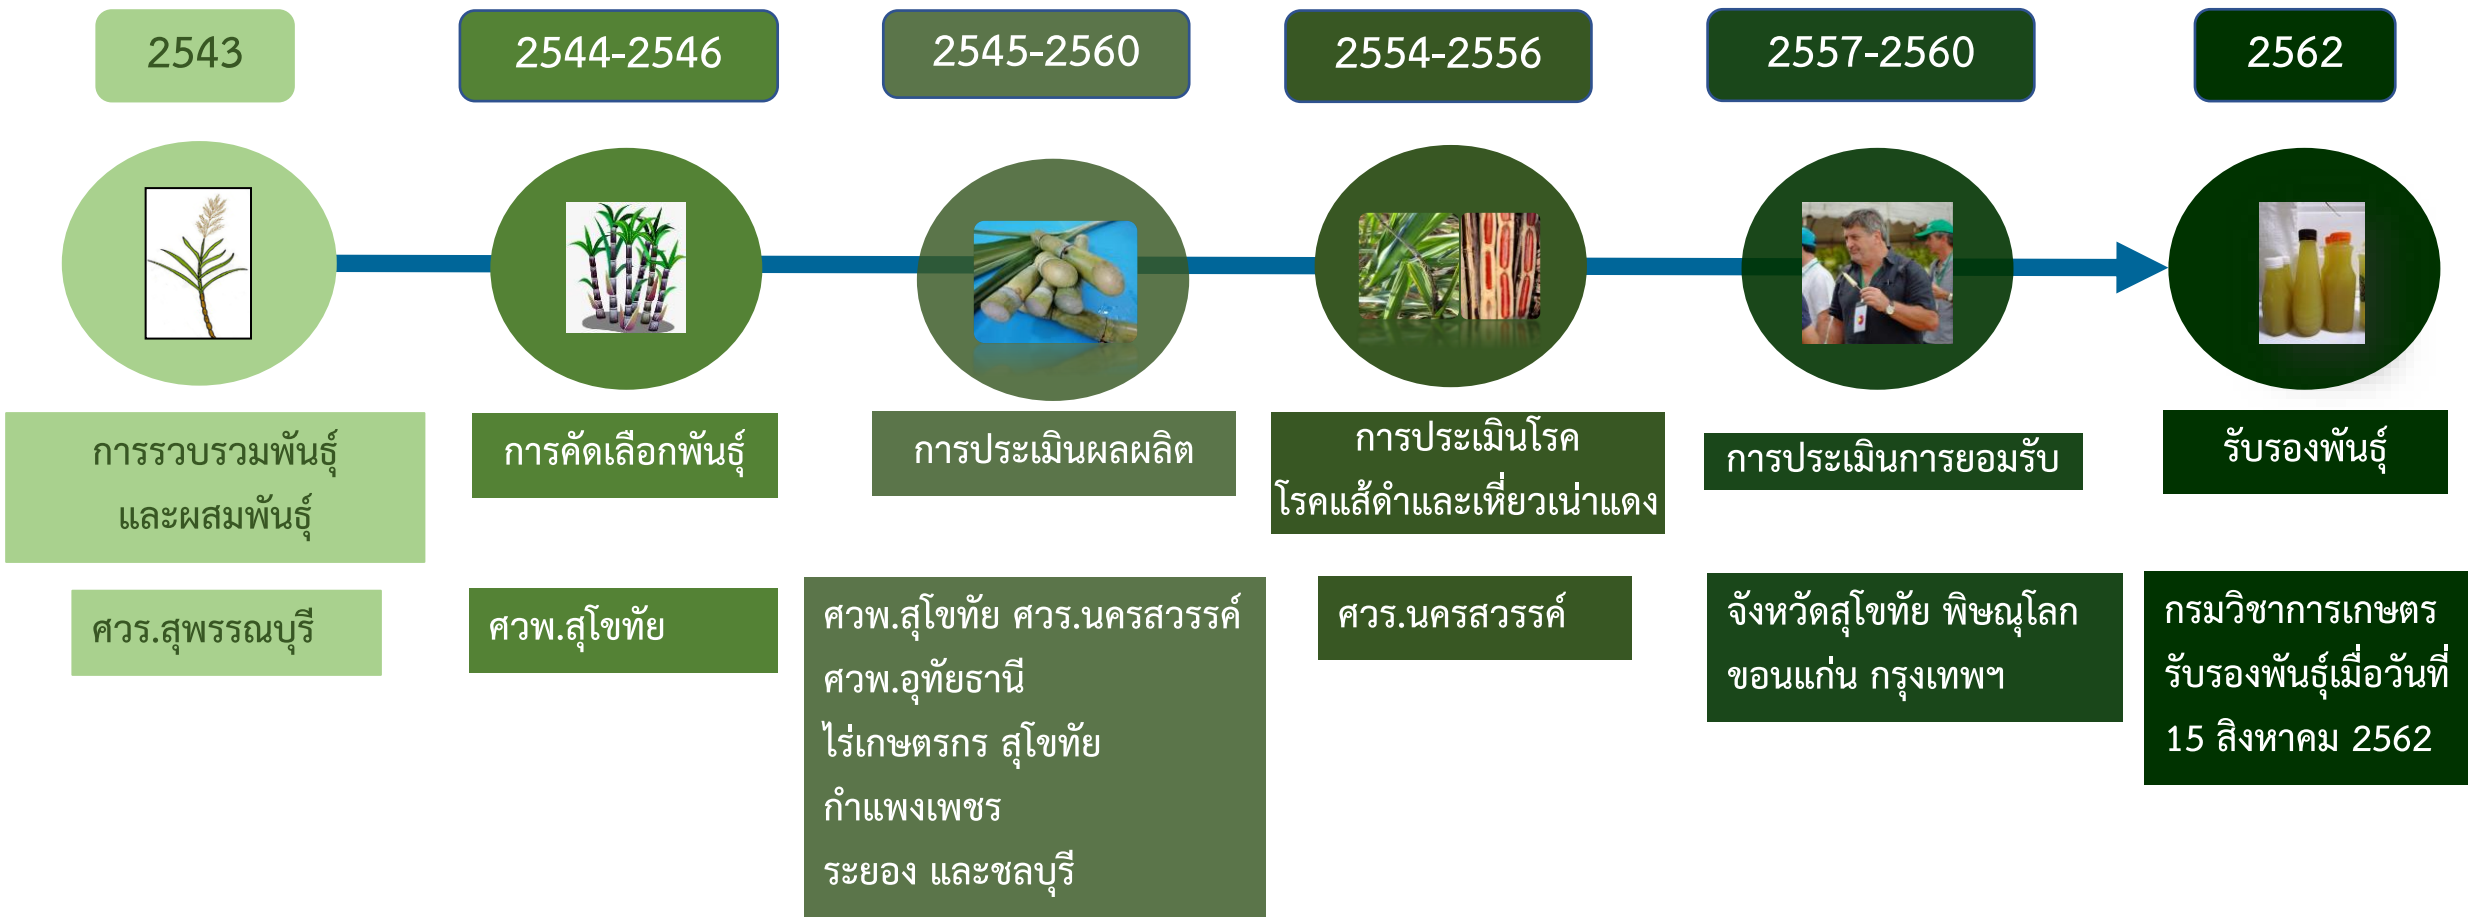 2543
2544-2546
2545-2560
2554-2556
2557-2560
2562
การรวบรวมพันธุ์
และผสมพันธุ์
การคัดเลือกพันธุ์
การประเมินผลผลิต
การประเมินโรค
โรคแส้ดำและเหี่ยวเน่าแดง
การประเมินการยอมรับ
รับรองพันธุ์
ศวร.สุพรรณบุรี
ศวพ.สุโขทัย
ศวพ.สุโขทัย ศวร.นครสวรรค์
ศวพ.อุทัยธานี
ไร่เกษตรกร สุโขทัย
กำแพงเพชร
ระยอง และชลบุรี
ศวร.นครสวรรค์
จังหวัดสุโขทัย พิษณุโลก
ขอนแก่น กรุงเทพฯ
กรมวิชาการเกษตร
รับรองพันธุ์เมื่อวันที่
15 สิงหาคม 2562